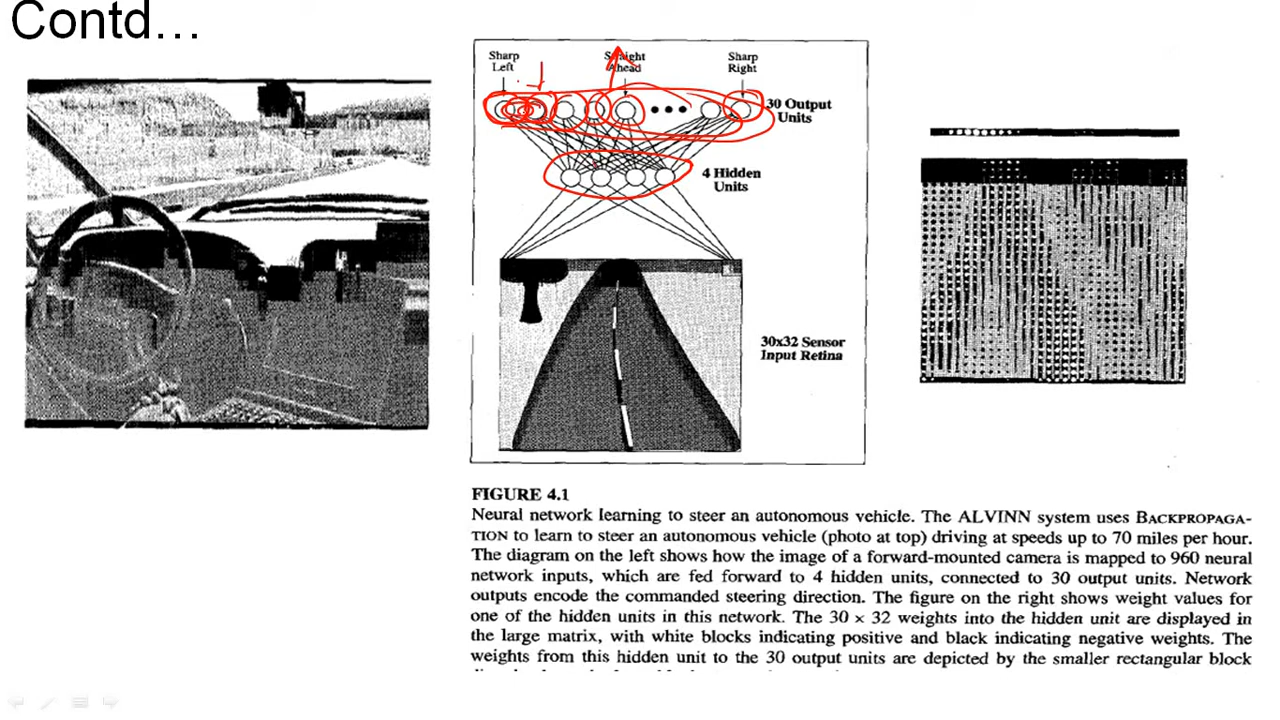 Contd...
Sharp Left
Straight Ahead
Sharp Right
30 Output Units
4 Hidden Units
30x32 Sensor Input Retina
FIGURE 4.1
Neural network learning to steer an autonomous vehicle. The ALVINN system uses BACKPROPAGA-
TION to learn to steer an autonomous vehicle (photo at top) driving at speeds up to 70 miles per hour.
The diagram on the left shows how the image of a forward-mounted camera is mapped to 960 neural
network inputs, which are fed forward to 4 hidden units, connected to 30 output units. Network
outputs encode the commanded steering direction. The figure on the right shows weight values for
one of the hidden units in this network. The 30 × 32 weights into the hidden unit are displayed in
the large matrix, with white blocks indicating positive and black indicating negative weights. The
weights from this hidden unit to the 30 output units are depicted by the smaller rectangular block